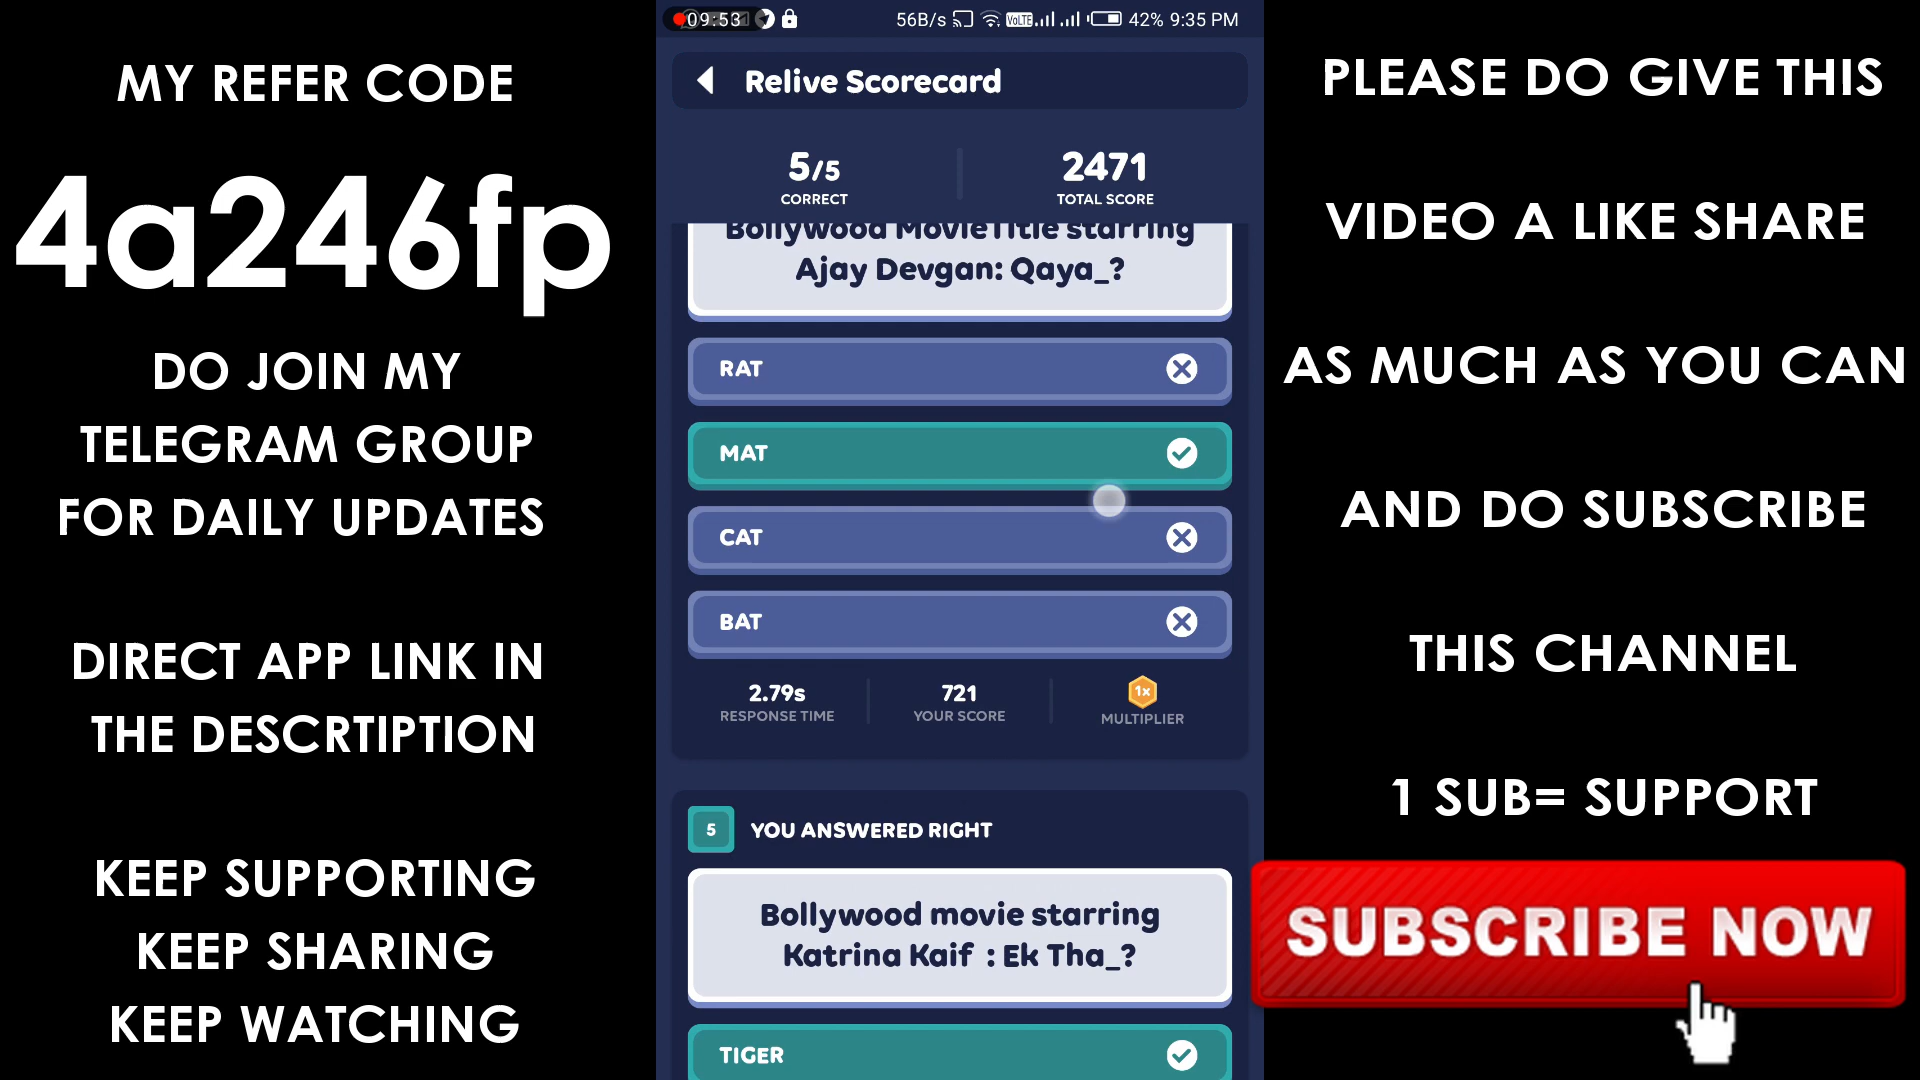 MY REFER CODE
4a246fp
DO JOIN MY
TELEGRAM GROUP
FOR DAILY UPDATES
DIRECT APP LINK IN
THE DESCRTIPTION
KEEP SUPPORTING
KEEP SHARING
KEEP WATCHING
09:53
56B/s VoLTE 42% 9:35 PM
Relive Scorecard
5/5
CORRECT
2471
TOTAL SCORE
Bollywood MovieTitle starring
Ajay Devgan: Qaya_?
RAT
MAT
CAT
BAT
2.79s
RESPONSE TIME
721
YOUR SCORE
1x
MULTIPLIER
5 YOU ANSWERED RIGHT
Bollywood movie starring
Katrina Kaif : Ek Tha_?
TIGER
PLEASE DO GIVE THIS
VIDEO A LIKE SHARE
AS MUCH AS YOU CAN
AND DO SUBSCRIBE
THIS CHANNEL
1 SUB= SUPPORT
SUBSCRIBE NOW